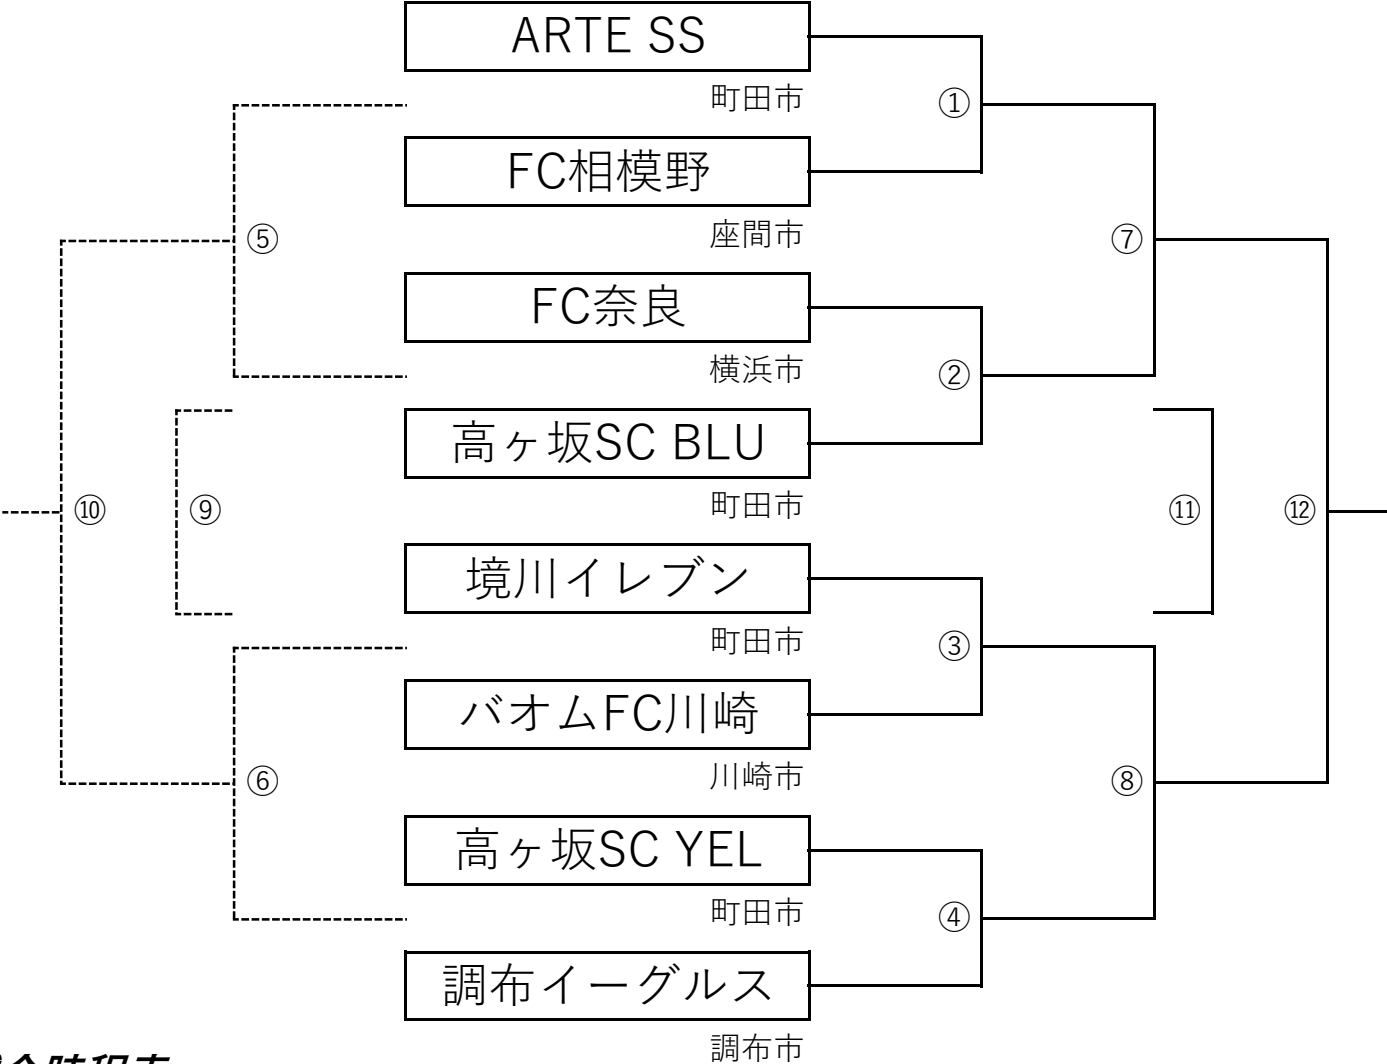 ARTE SS
町田市
①
FC相模野
座間市
⑤
⑦
FC奈良
横浜市
②
高ヶ坂SC BLU
町田市
⑩
⑨
⑪
⑫
境川イレブン
町田市
③
バオムFC川崎
川崎市
⑥
⑧
高ヶ坂SC YEL
町田市
④
調布イーグルス
調布市